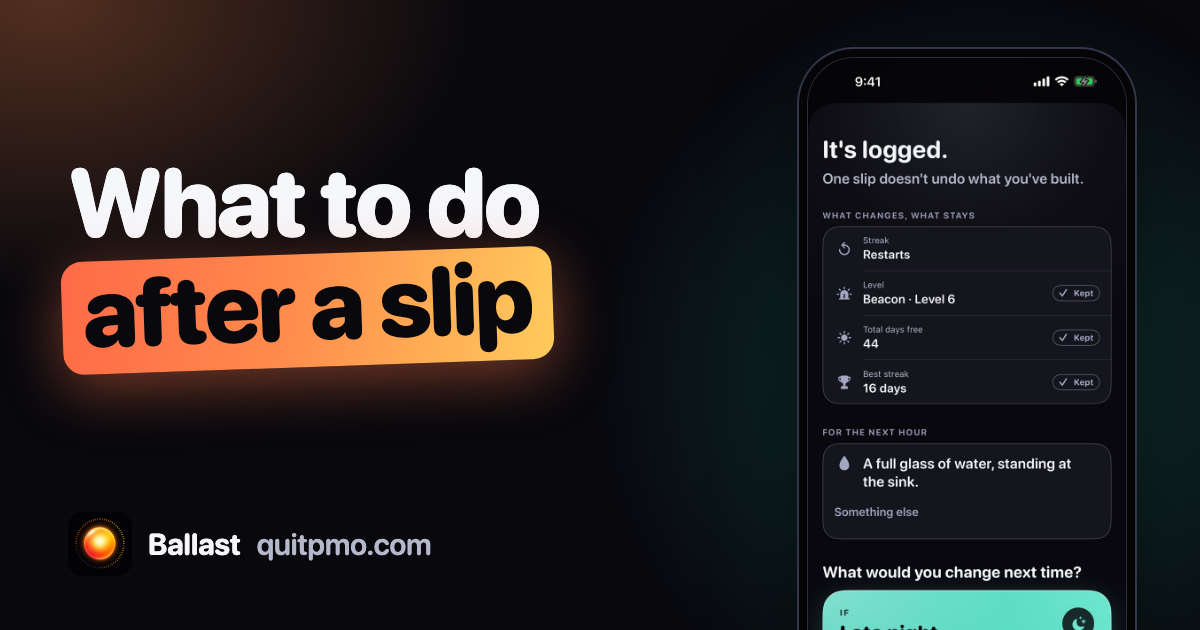 What to do
after a slip
Ballast quitpmo.com
9:41
It's logged.
One slip doesn't undo what you've built.
WHAT CHANGES, WHAT STAYS
Streak
Restarts
Level
Beacon · Level 6
Kept
Total days free
44
Kept
Best streak
16 days
Kept
FOR THE NEXT HOUR
A full glass of water, standing at
the sink.
Something else
What would you change next time?
IF
Late night